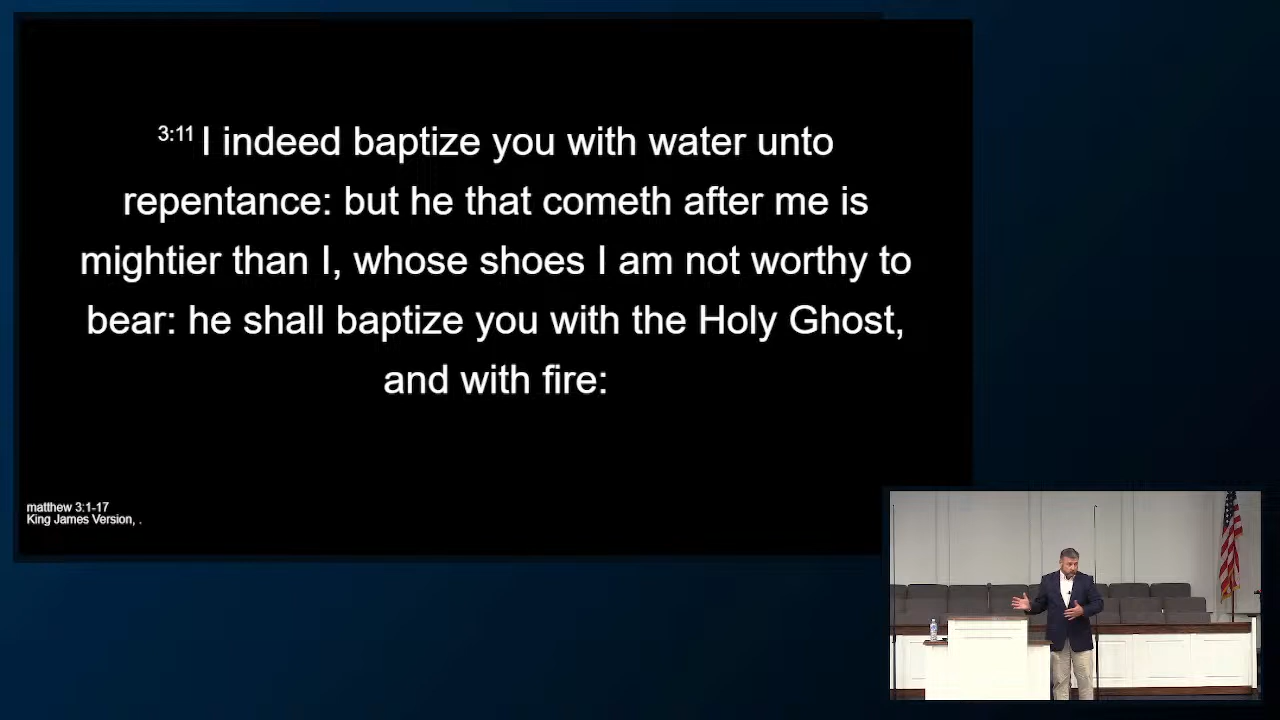 3:11 I indeed baptize you with water unto
repentance: but he that cometh after me is
mightier than I, whose shoes I am not worthy to
bear: he shall baptize you with the Holy Ghost,
and with fire:
matthew 3:1-17
King James Version, .